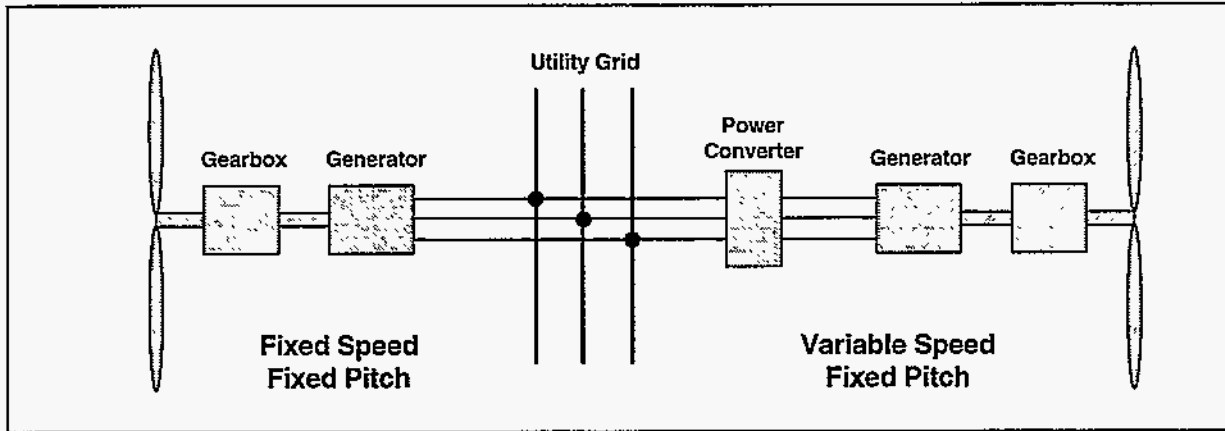 Utility Grid
Gearbox
Generator
Power
Converter
Generator
Gearbox
Fixed Speed
Fixed Pitch
Variable Speed
Fixed Pitch